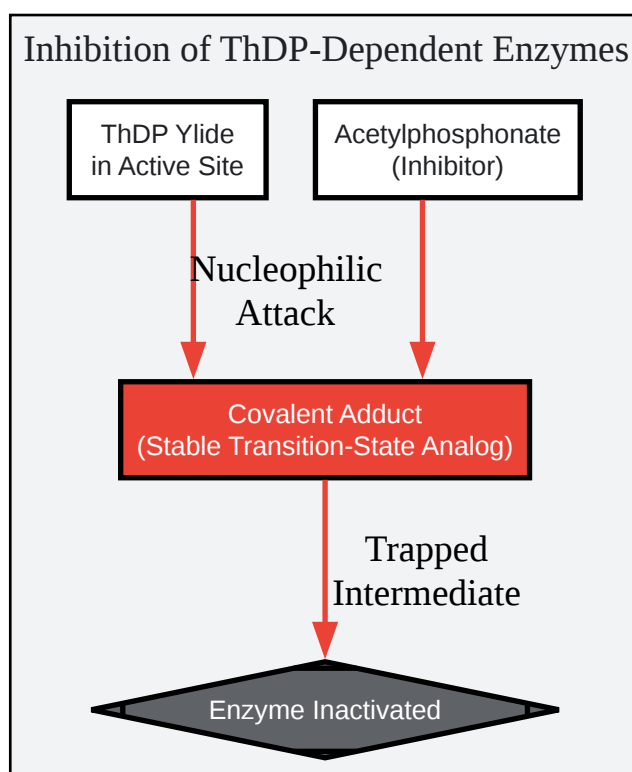 Inhibition of ThDP-Dependent Enzymes
ThDP Ylide
in Active Site
Acetylphosphonate
(Inhibitor)
Nucleophilic
Attack
Covalent Adduct
(Stable Transition-State Analog)
Trapped
Intermediate
Enzyme Inactivated